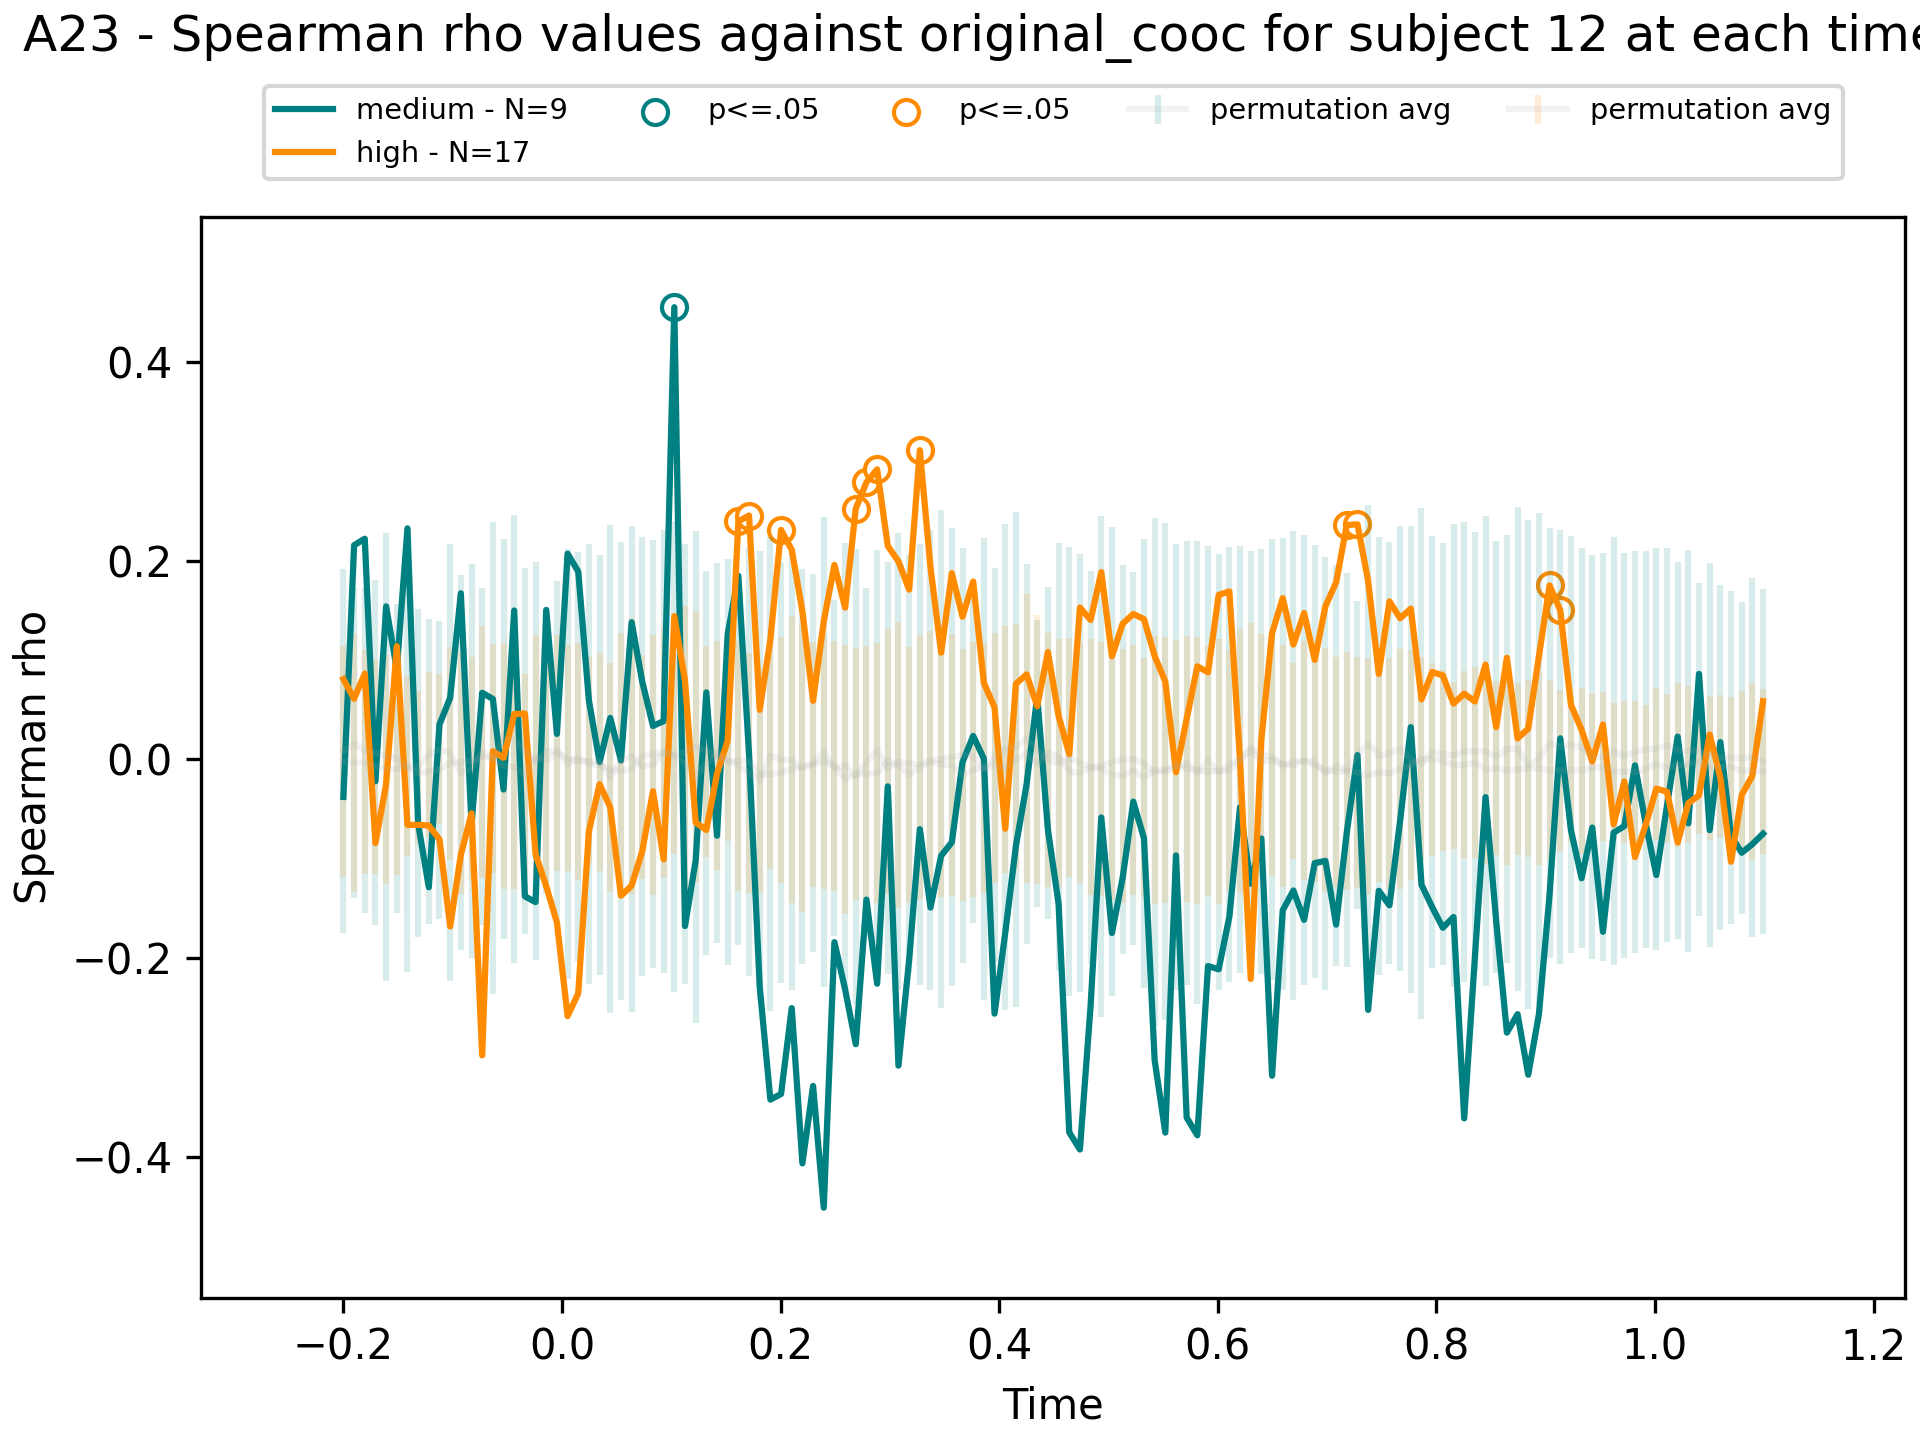 A23 - Spearman rho values against original_cooc for subject 12 at each time
medium - N=9 p<=.05 p<=.05 permutation avg permutation avg
high - N=17
Spearman rho
0.4
0.2
0.0
−0.2
−0.4
−0.2 0.0 0.2 0.4 0.6 0.8 1.0 1.2
Time